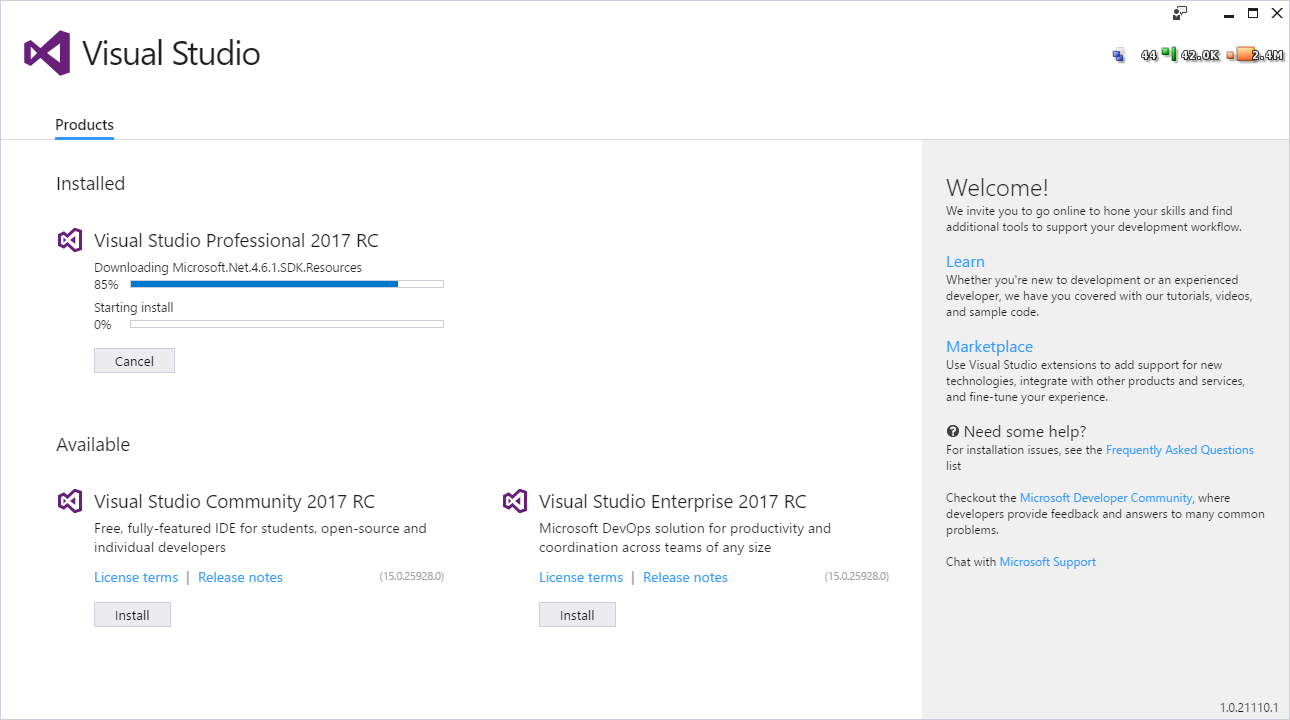 Visual Studio
44 42.0K 2.4M
Products
Installed
Visual Studio Professional 2017 RC
Downloading Microsoft.Net.4.6.1.SDK.Resources
85%
Starting install
0%
Cancel
Available
Visual Studio Community 2017 RC
Free, fully-featured IDE for students, open-source and
individual developers
License terms | Release notes (15.0.25928.0)
Install
Visual Studio Enterprise 2017 RC
Microsoft DevOps solution for productivity and
coordination across teams of any size
License terms | Release notes (15.0.25928.0)
Install
Welcome!
We invite you to go online to hone your skills and find
additional tools to support your development workflow.
Learn
Whether you're new to development or an experienced
developer, we have you covered with our tutorials, videos,
and sample code.
Marketplace
Use Visual Studio extensions to add support for new
technologies, integrate with other products and services,
and fine-tune your experience.
Need some help?
For installation issues, see the Frequently Asked Questions
list
Checkout the Microsoft Developer Community, where
developers provide feedback and answers to many common
problems.
Chat with Microsoft Support
1.0.21110.1